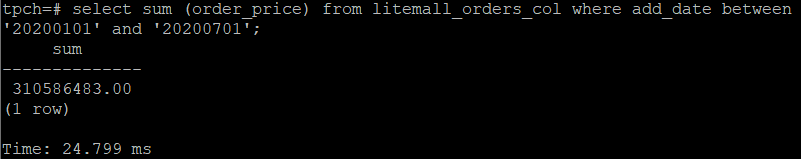 tpch=# select sum (order_price) from litemall_orders_col where add_date between
'20200101' and '20200701';
sum
--------------
310586483.00
(1 row)
Time: 24.799 ms